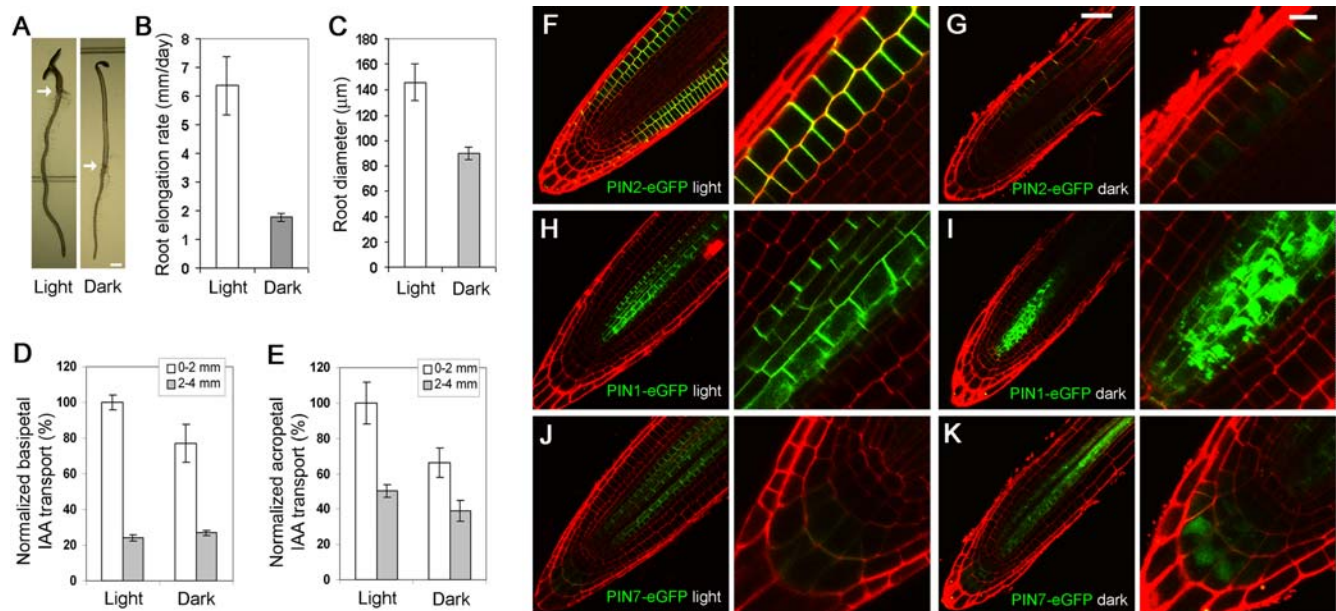 A
Light Dark
B
Root elongation rate (mm/day)
8
7
6
5
4
3
2
1
0
Light Dark
C
Root diameter (µm)
180
160
140
120
100
80
60
40
20
0
Light Dark
D
Normalized basipetal
IAA transport (%)
120
100
80
60
40
20
0
0-2 mm
2-4 mm
Light Dark
E
Normalized acropetal
IAA transport (%)
120
100
80
60
40
20
0
0-2 mm
2-4 mm
Light Dark
F
PIN2-eGFP light
G
PIN2-eGFP dark
H
PIN1-eGFP light
I
PIN1-eGFP dark
J
PIN7-eGFP light
K
PIN7-eGFP dark